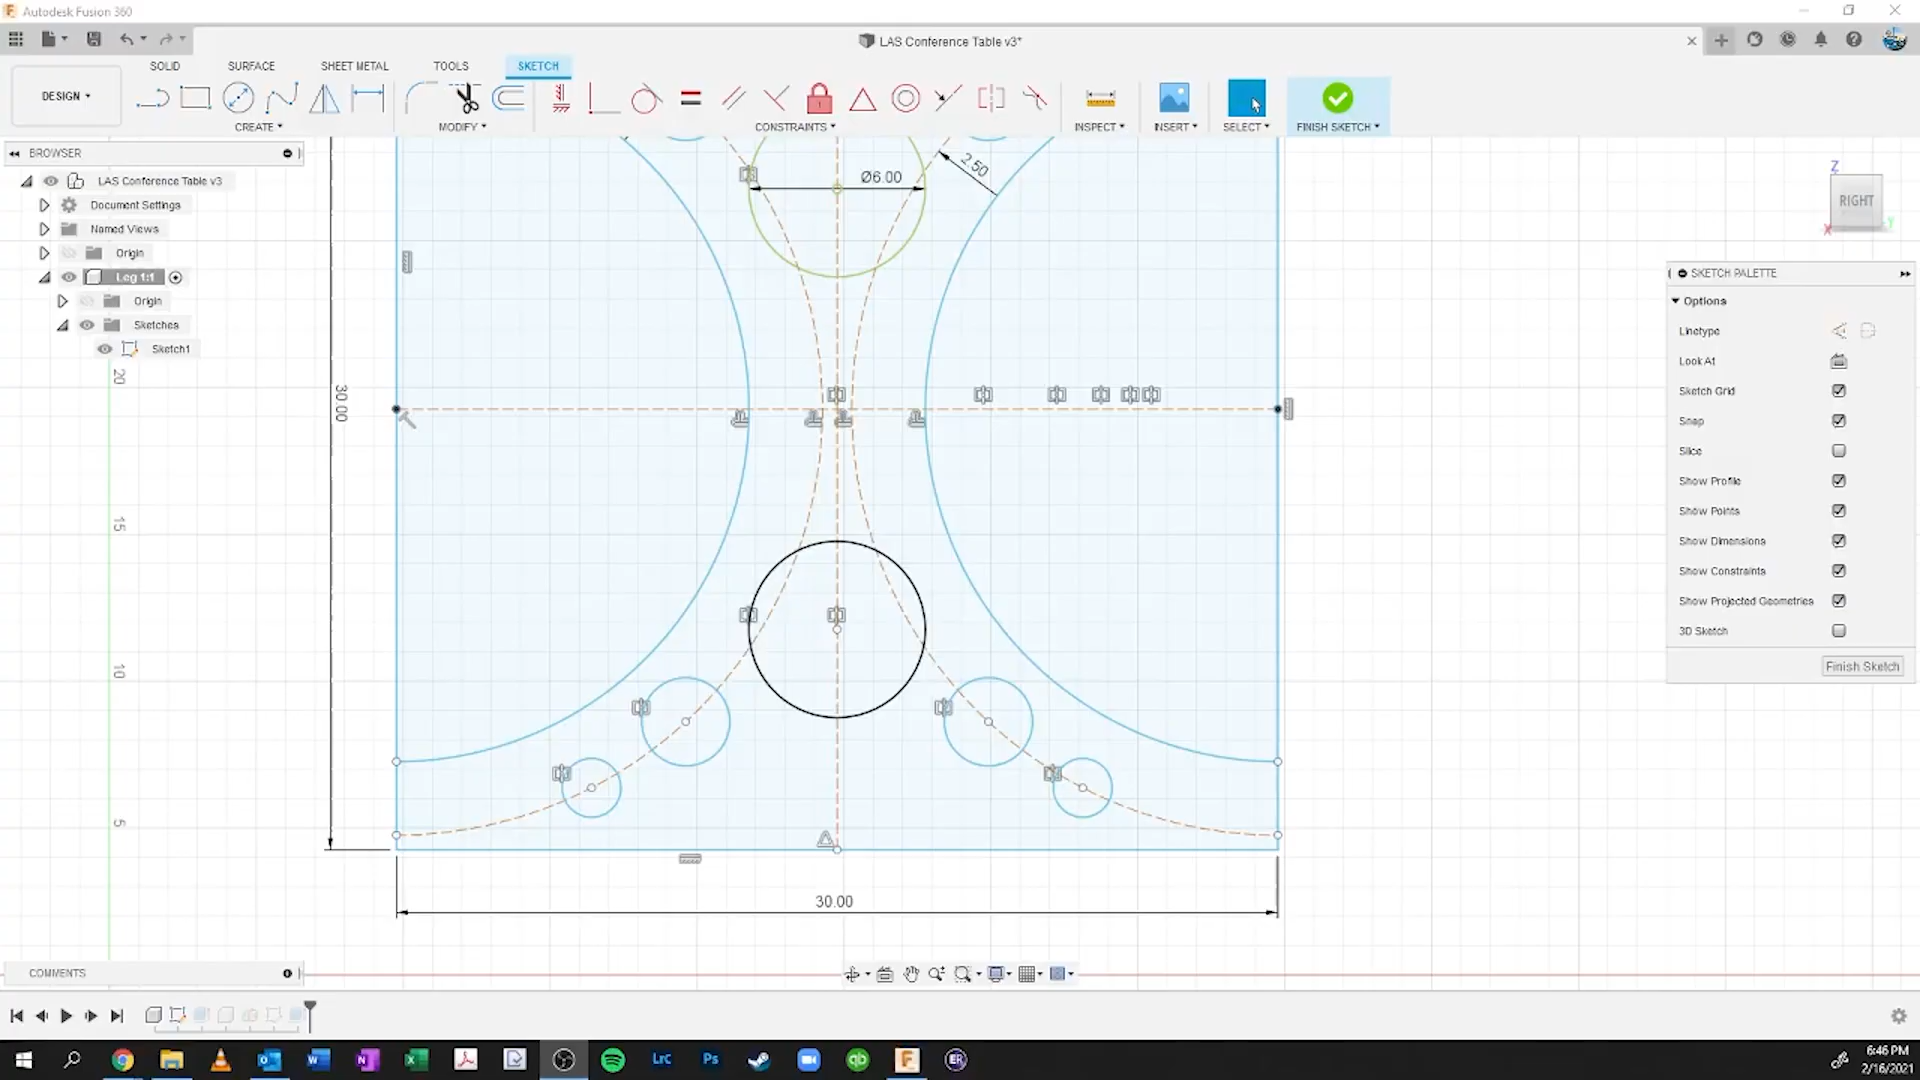 Autodesk Fusion 360
LAS Conference Table v3*
DESIGN
SOLID
SURFACE
SHEET METAL
TOOLS
SKETCH
CREATE
MODIFY
CONSTRAINTS
INSPECT
INSERT
SELECT
FINISH SKETCH
BROWSER
LAS Conference Table v3
Document Settings
Named Views
Origin
Leg 1:1
Origin
Sketches
Sketch1
Ø6.00
2.50
30.00
20
15
10
5
30.00
Z
RIGHT
X
Y
SKETCH PALETTE
Options
Linetype
Look At
Sketch Grid
Snap
Slice
Show Profile
Show Points
Show Dimensions
Show Constraints
Show Projected Geometries
3D Sketch
Finish Sketch
COMMENTS
LrC
Ps
ER
6:46 PM
2/16/2021